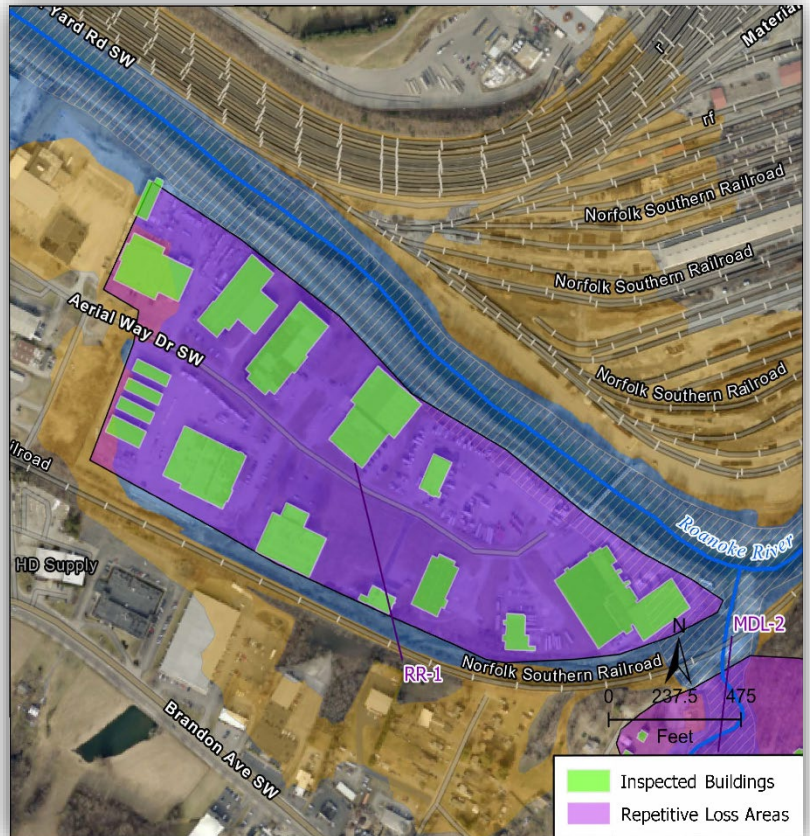 Yard Rd SW
r
Material
rf
Norfolk Southern Railroad
Norfolk Southern Railroad
Aerial Way Dr SW
Norfolk Southern Railroad
ilroad
Roanoke River
HD Supply
MDL-2
N
RR-1
Norfolk Southern Railroad
0 237.5 475
Feet
Brandon Ave SW
Inspected Buildings
Repetitive Loss Areas